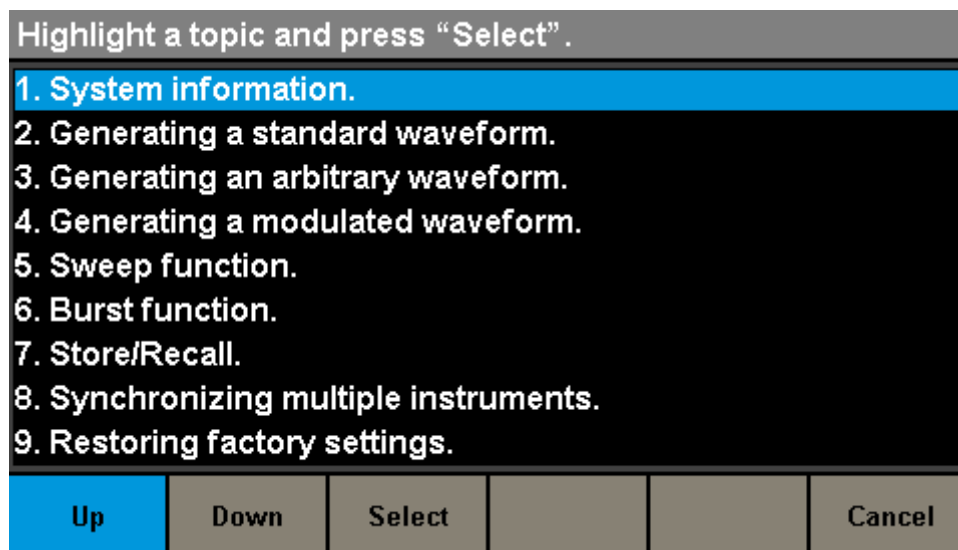 Highlight a topic and press “Select”.
1. System information.
2. Generating a standard waveform.
3. Generating an arbitrary waveform.
4. Generating a modulated waveform.
5. Sweep function.
6. Burst function.
7. Store/Recall.
8. Synchronizing multiple instruments.
9. Restoring factory settings.
Up Down Select Cancel